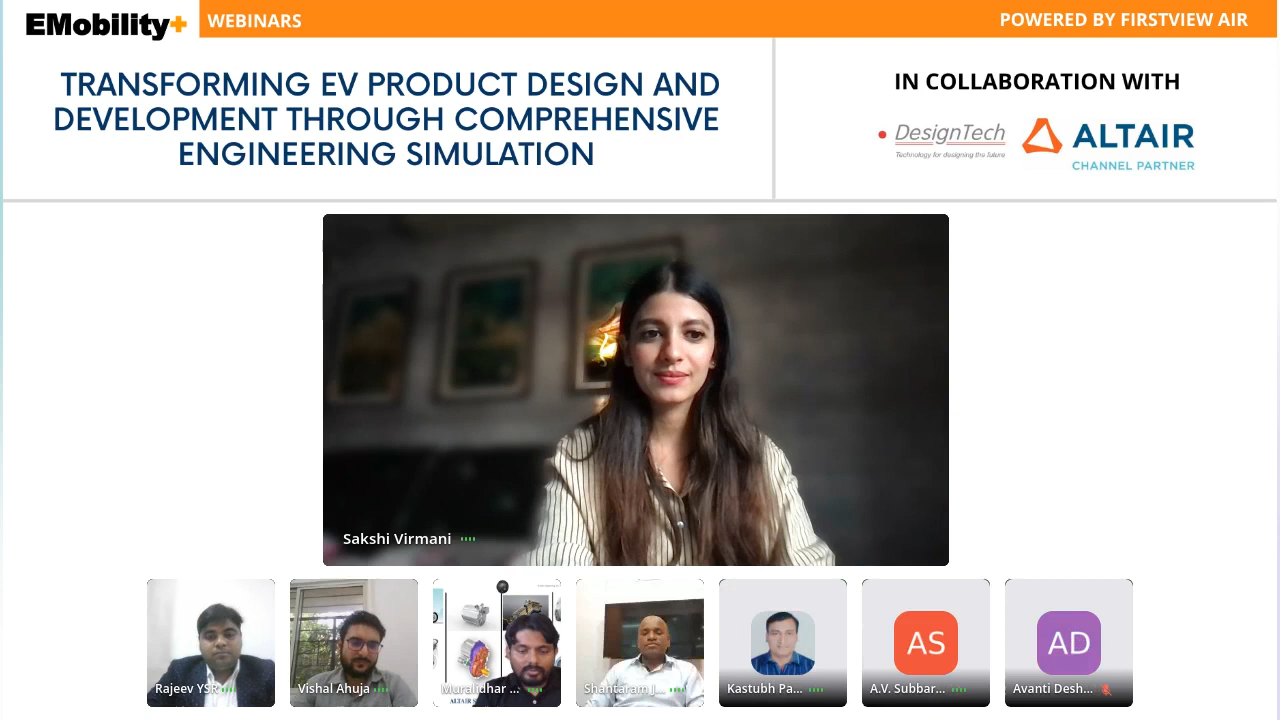 EMobility+
WEBINARS
POWERED BY FIRSTVIEW AIR
TRANSFORMING EV PRODUCT DESIGN AND
DEVELOPMENT THROUGH COMPREHENSIVE
ENGINEERING SIMULATION
IN COLLABORATION WITH
DesignTech
Technology for designing the future
ALTAIR
CHANNEL PARTNER
Sakshi Virmani
Rajeev YSR
Vishal Ahuja
Muralidhar ...
ALTAIR
Shantaram J...
Kastubh Pa...
AS
A.V. Subbar...
AD
Avanti Desh...